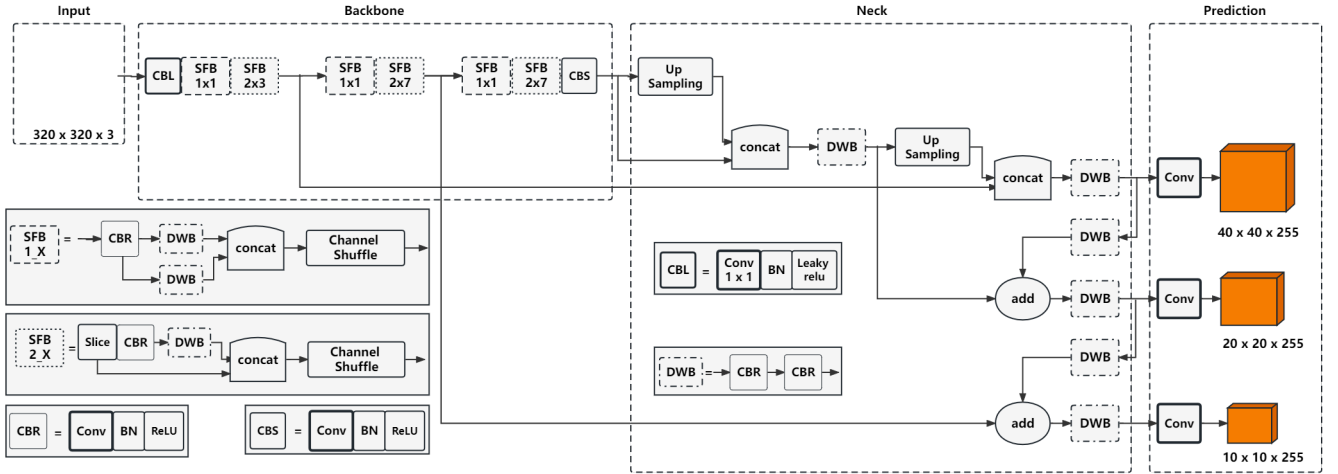 Input
Backbone
Neck
Prediction
320 x 320 x 3
CBL
SFB
1x1
SFB
2x3
SFB
1x1
SFB
2x7
SFB
1x1
SFB
2x7
CBS
Up
Sampling
concat
DWB
Up
Sampling
concat
DWB
Conv
40 x 40 x 255
DWB
add
DWB
Conv
20 x 20 x 255
DWB
add
DWB
Conv
10 x 10 x 255
SFB
1_X
=
CBR
DWB
DWB
concat
Channel
Shuffle
SFB
2_X
=
Slice
CBR
DWB
concat
Channel
Shuffle
CBR
=
Conv
BN
ReLU
CBS
=
Conv
BN
ReLU
CBL
=
Conv
1 x 1
BN
Leaky
relu
DWB
=
CBR
CBR